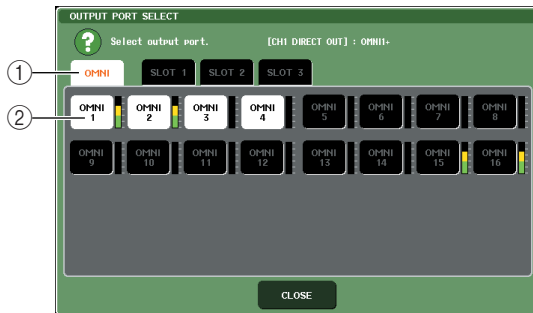 OUTPUT PORT SELECT
? Select output port. [CH1 DIRECT OUT] : OMNI1+
① OMNI SLOT 1 SLOT 2 SLOT 3
② OMNI 1 OMNI 2 OMNI 3 OMNI 4 OMNI 5 OMNI 6 OMNI 7 OMNI 8
OMNI 9 OMNI 10 OMNI 11 OMNI 12 OMNI 13 OMNI 14 OMNI 15 OMNI 16
CLOSE